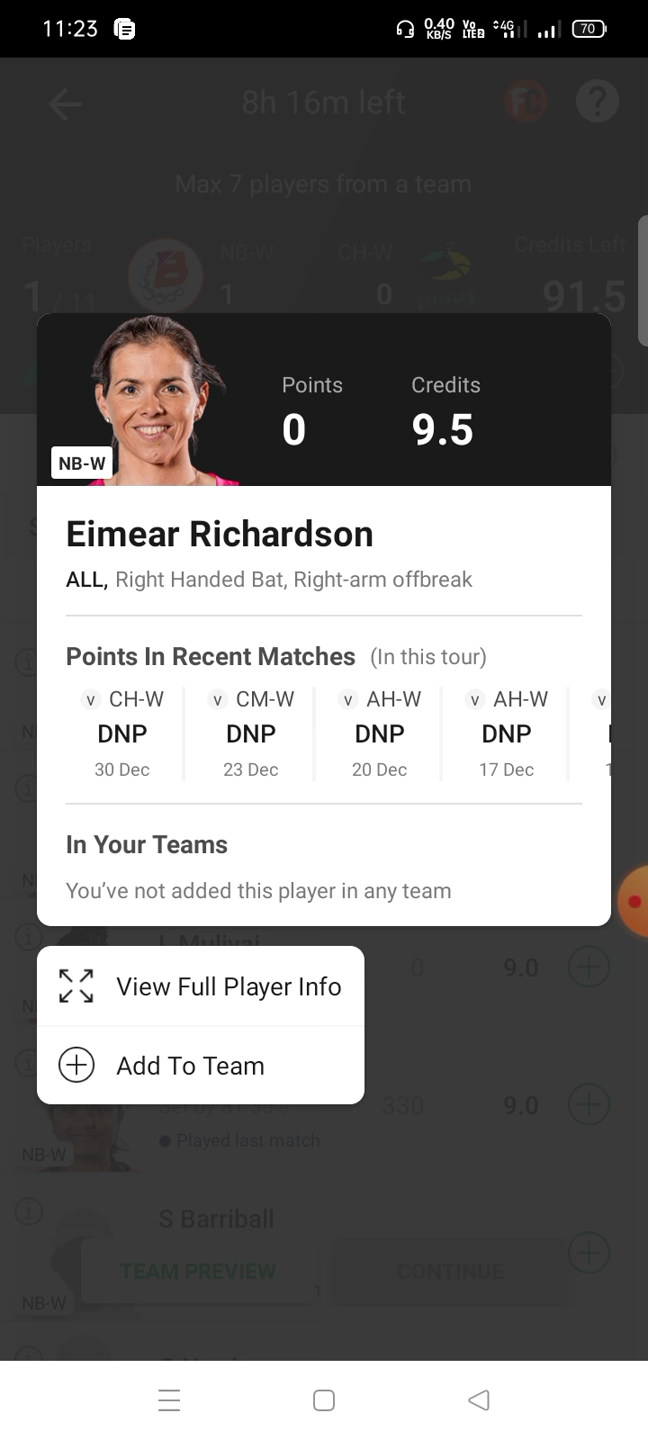 11:23
0.40 KB/S Vo LTE 4G 70
8h 16m left
FC ?
Max 7 players from a team
Players NB-W CH-W Credits Left
1 / 11 1 0 91.5
Points Credits
0 9.5
NB-W
Eimear Richardson
ALL, Right Handed Bat, Right-arm offbreak
Points In Recent Matches (In this tour)
v CH-W v CM-W v AH-W v AH-W v
DNP DNP DNP DNP
30 Dec 23 Dec 20 Dec 17 Dec
In Your Teams
You’ve not added this player in any team
0 9.0
View Full Player Info
Add To Team
330 9.0
Played last match
NB-W
S Barriball
TEAM PREVIEW CONTINUE
NB-W